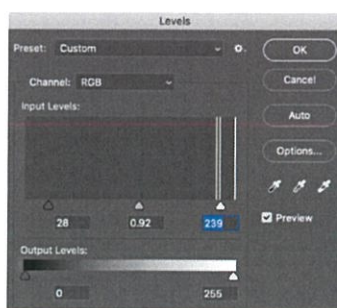 Levels
Preset: Custom
OK
Channel: RGB
Cancel
Input Levels:
Auto
Options...
28 0.92 239
Preview
Output Levels:
0 255